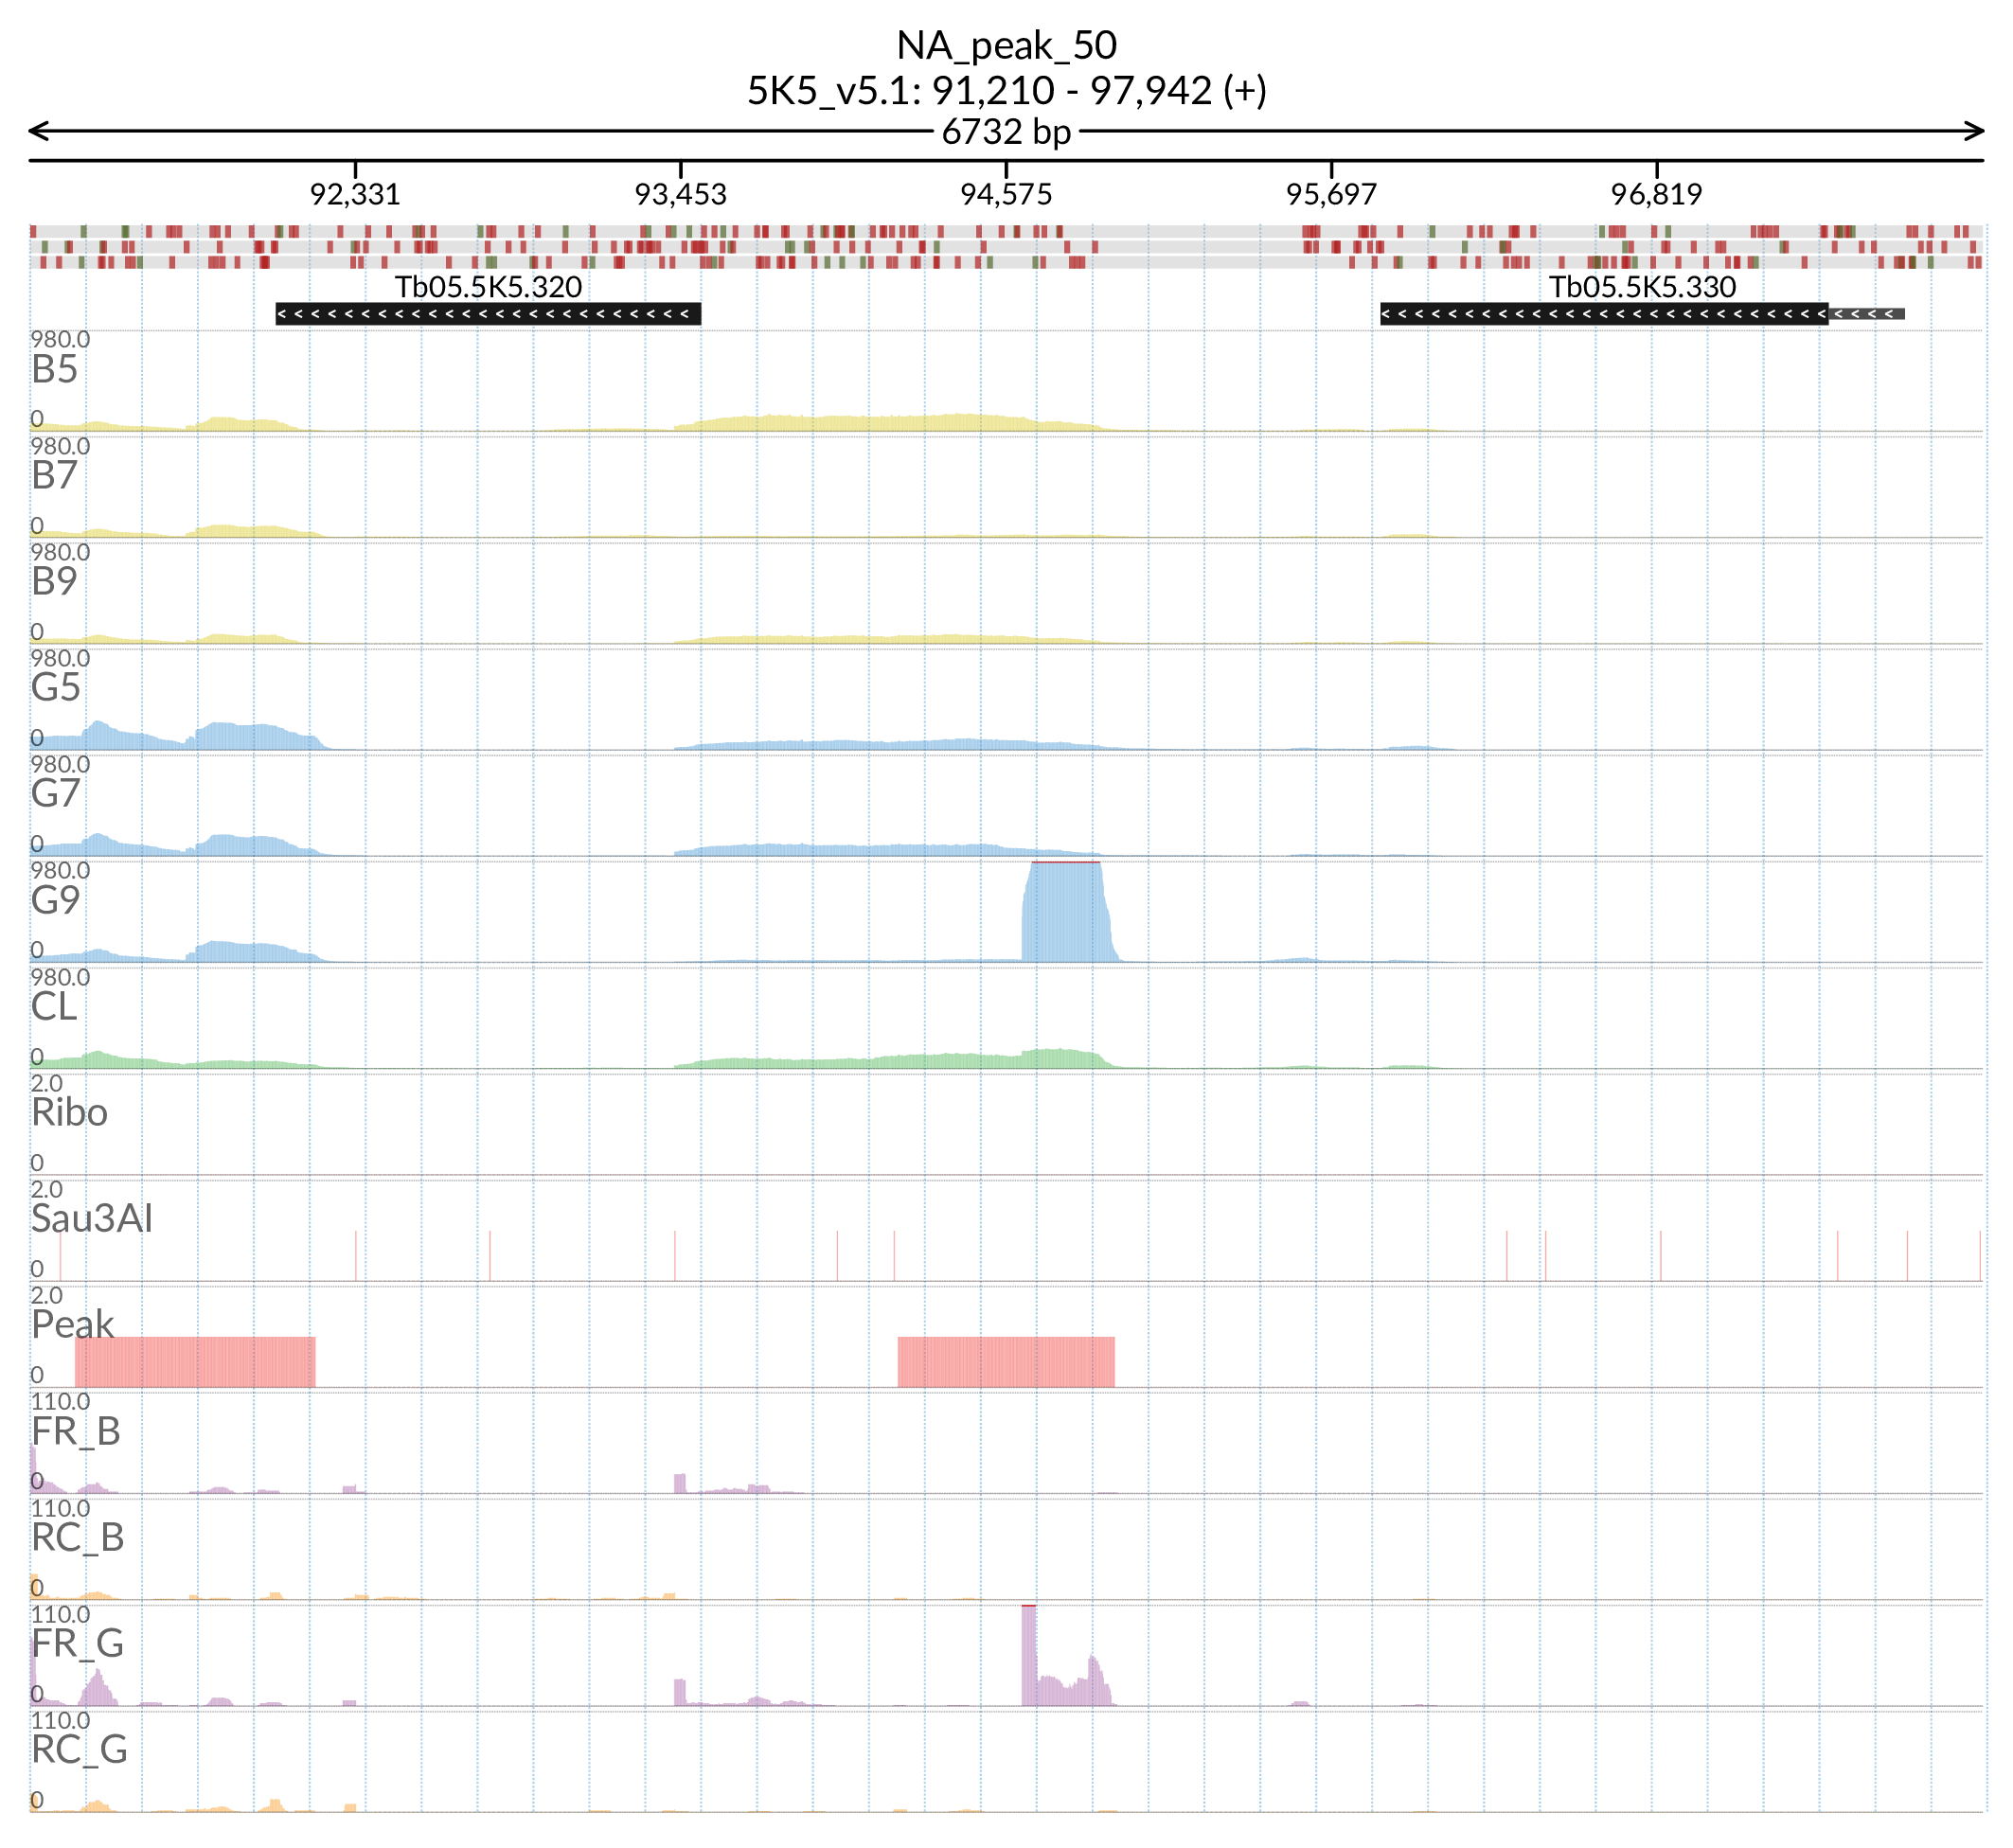 NA_peak_50
5K5_v5.1: 91,210 - 97,942 (+)
6732 bp
92,331 93,453 94,575 95,697 96,819
Tb05.5K5.320 Tb05.5K5.330
980.0
B5
0
980.0
B7
0
980.0
B9
0
980.0
G5
0
980.0
G7
0
980.0
G9
0
980.0
CL
0
2.0
Ribo
0
2.0
Sau3AI
0
2.0
Peak
0
110.0
FR_B
0
110.0
RC_B
0
110.0
FR_G
0
110.0
RC_G
0